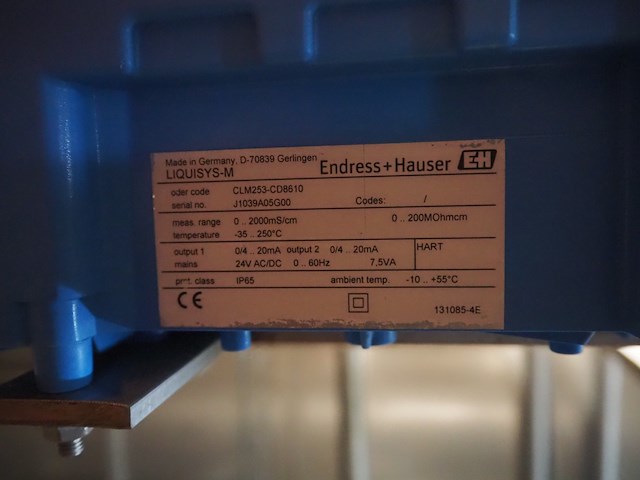 Made in Germany, D-70839 Gerlingen
LIQUISYS-M
Endress+Hauser EH
oder code CLM253-CD8610
serial no. J1039A05G00 Codes: /
meas. range 0 .. 2000mS/cm 0 .. 200MOhmcm
temperature -35 .. 250°C
output 1 0/4 .. 20mA output 2 0/4 .. 20mA HART
mains 24V AC/DC 0 .. 60Hz 7.5VA
prot. class IP65 ambient temp. -10 .. +55°C
CE
131085-4E